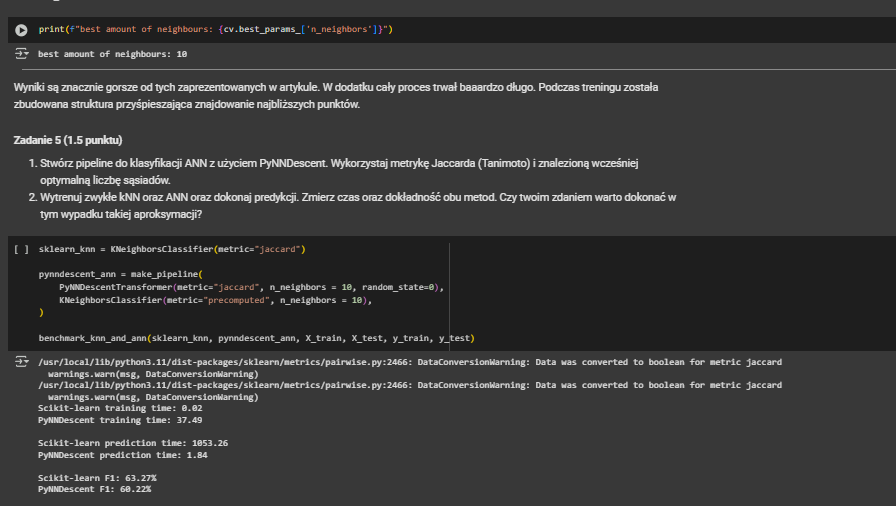 print(f"best amount of neighbours: {cv.best_params_['n_neighbors']}")
best amount of neighbours: 10
Wyniki są znacznie gorsze od tych zaprezentowanych w artykule. W dodatku cały proces trwał baaardzo długo. Podczas treningu została
zbudowana struktura przyśpieszająca znajdowanie najbliższych punktów.
Zadanie 5 (1.5 punktu)
1. Stwórz pipeline do klasyfikacji ANN z użyciem PyNNDescent. Wykorzystaj metrykę Jaccarda (Tanimoto) i znalezioną wcześniej
optymalną liczbę sąsiadów.
2. Wytrenuj zwykłe kNN oraz ANN oraz dokonaj predykcji. Zmierz czas oraz dokładność obu metod. Czy twoim zdaniem warto dokonać w
tym wypadku takiej aproksymacji?
[ ] sklearn_knn = KNeighborsClassifier(metric="jaccard")
pynndescent_ann = make_pipeline(
PyNNDescentTransformer(metric="jaccard", n_neighbors = 10, random_state=0),
KNeighborsClassifier(metric="precomputed", n_neighbors = 10),
)
benchmark_knn_and_ann(sklearn_knn, pynndescent_ann, X_train, X_test, y_train, y_test)
/usr/local/lib/python3.11/dist-packages/sklearn/metrics/pairwise.py:2466: DataConversionWarning: Data was converted to boolean for metric jaccard
warnings.warn(msg, DataConversionWarning)
/usr/local/lib/python3.11/dist-packages/sklearn/metrics/pairwise.py:2466: DataConversionWarning: Data was converted to boolean for metric jaccard
warnings.warn(msg, DataConversionWarning)
Scikit-learn training time: 0.02
PyNNDescent training time: 37.49
Scikit-learn prediction time: 1053.26
PyNNDescent prediction time: 1.84
Scikit-learn F1: 63.27%
PyNNDescent F1: 60.22%